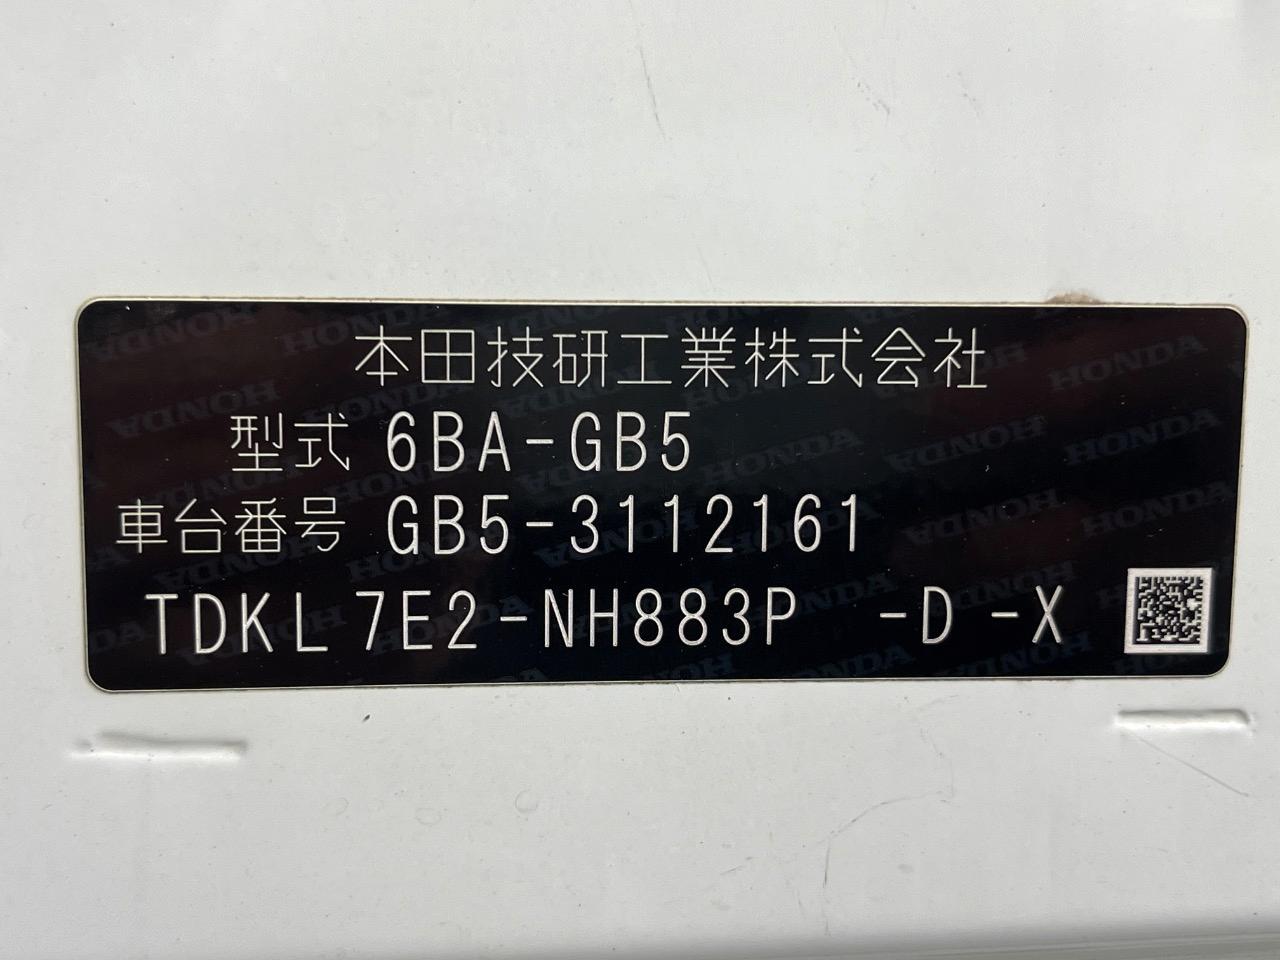 本田技研工業株式会社
型式 6BA-GB5
車台番号 GB5-3112161
TDKL 7E2-NH883P -D -X